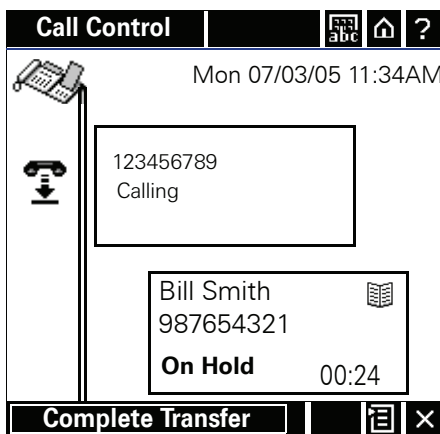 Call Control abc ?
Mon 07/03/05 11:34AM
123456789
Calling
Bill Smith
987654321
On Hold 00:24
Complete Transfer